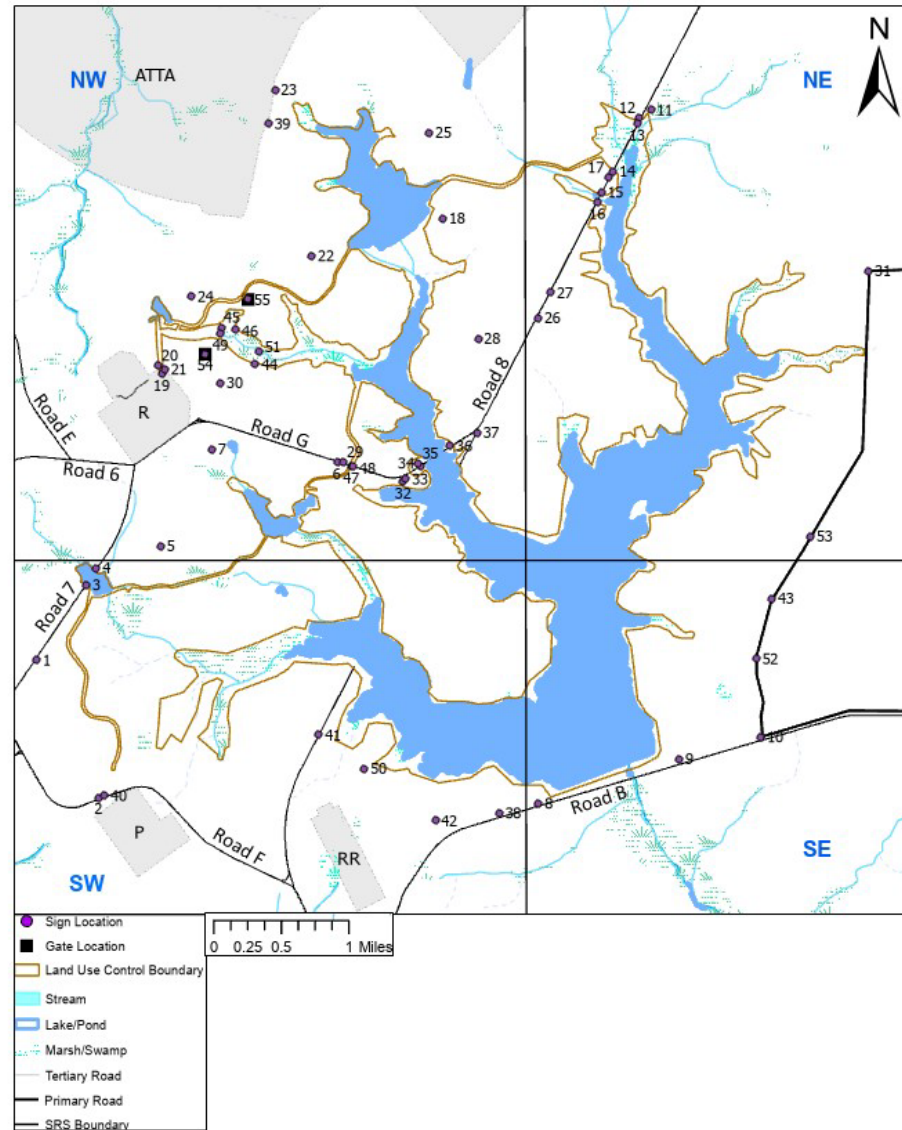 N
NW
ATTA
NE
23
39
25
12
11
13
17
14
15
16
18
22
31
24
55
27
45
46
26
49
51
28
20
54
44
21
19
30
R
Road E
Road G
Road 8
37
7
29
35
36
34
Road 6
6
48
47
33
32
5
53
4
3
43
Road 7
1
52
41
10
9
50
2
40
P
8
Road B
38
42
Road F
RR
SE
SW
Sign Location
Gate Location
Land Use Control Boundary
Stream
Lake/Pond
Marsh/Swamp
Tertiary Road
Primary Road
SRS Boundary
0 0.25 0.5 1 Miles